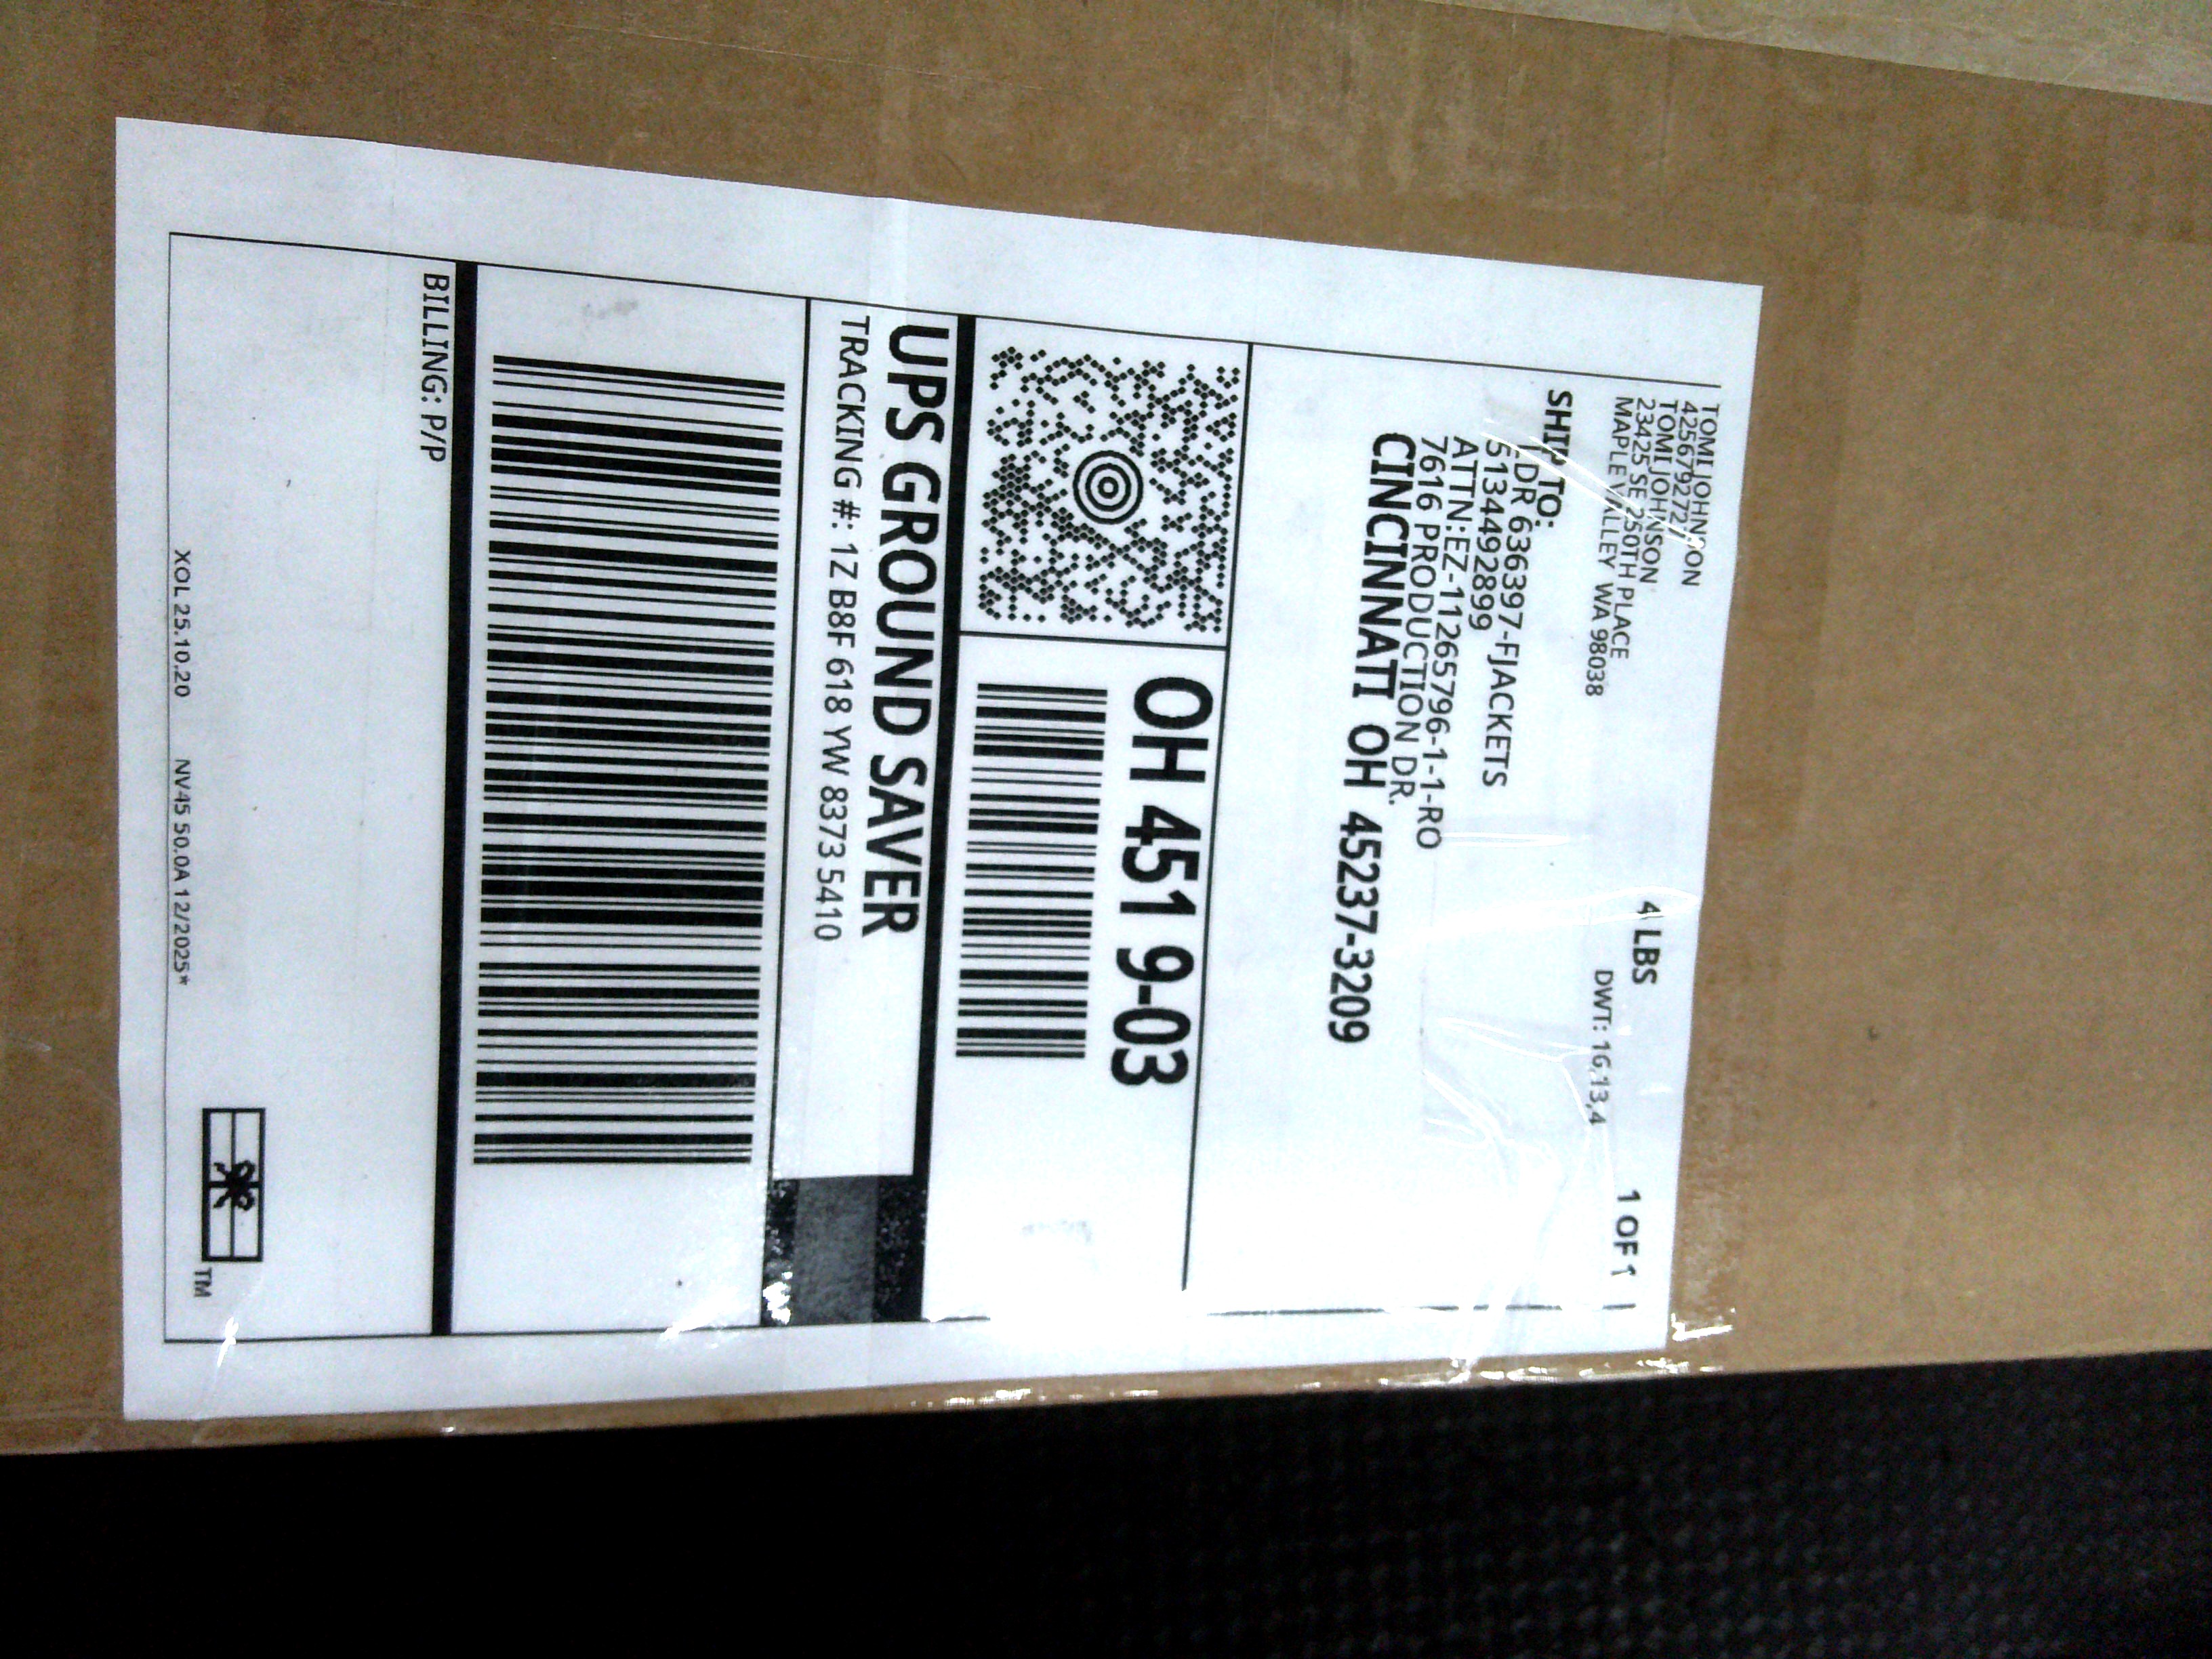 TOMI JOHNSON
4256792727
TOMI JOHNSON
23425 SE 250TH PLACE
MAPLE VALLEY WA 98038
4 LBS
1 OF 1
DWT: 16,13,4
SHIP TO:
IDR 636397-FJACKETS
5134492899
ATTN:EZ-11265796-1-1-RO
7616 PRODUCTION DR.
CINCINNATI OH 45237-3209
OH 451 9-03
UPS GROUND SAVER
TRACKING #: 1Z B8F 618 YW 8373 5410
BILLING: P/P
XOL 25.10.20 NV45 50.0A 12/2025*
TM